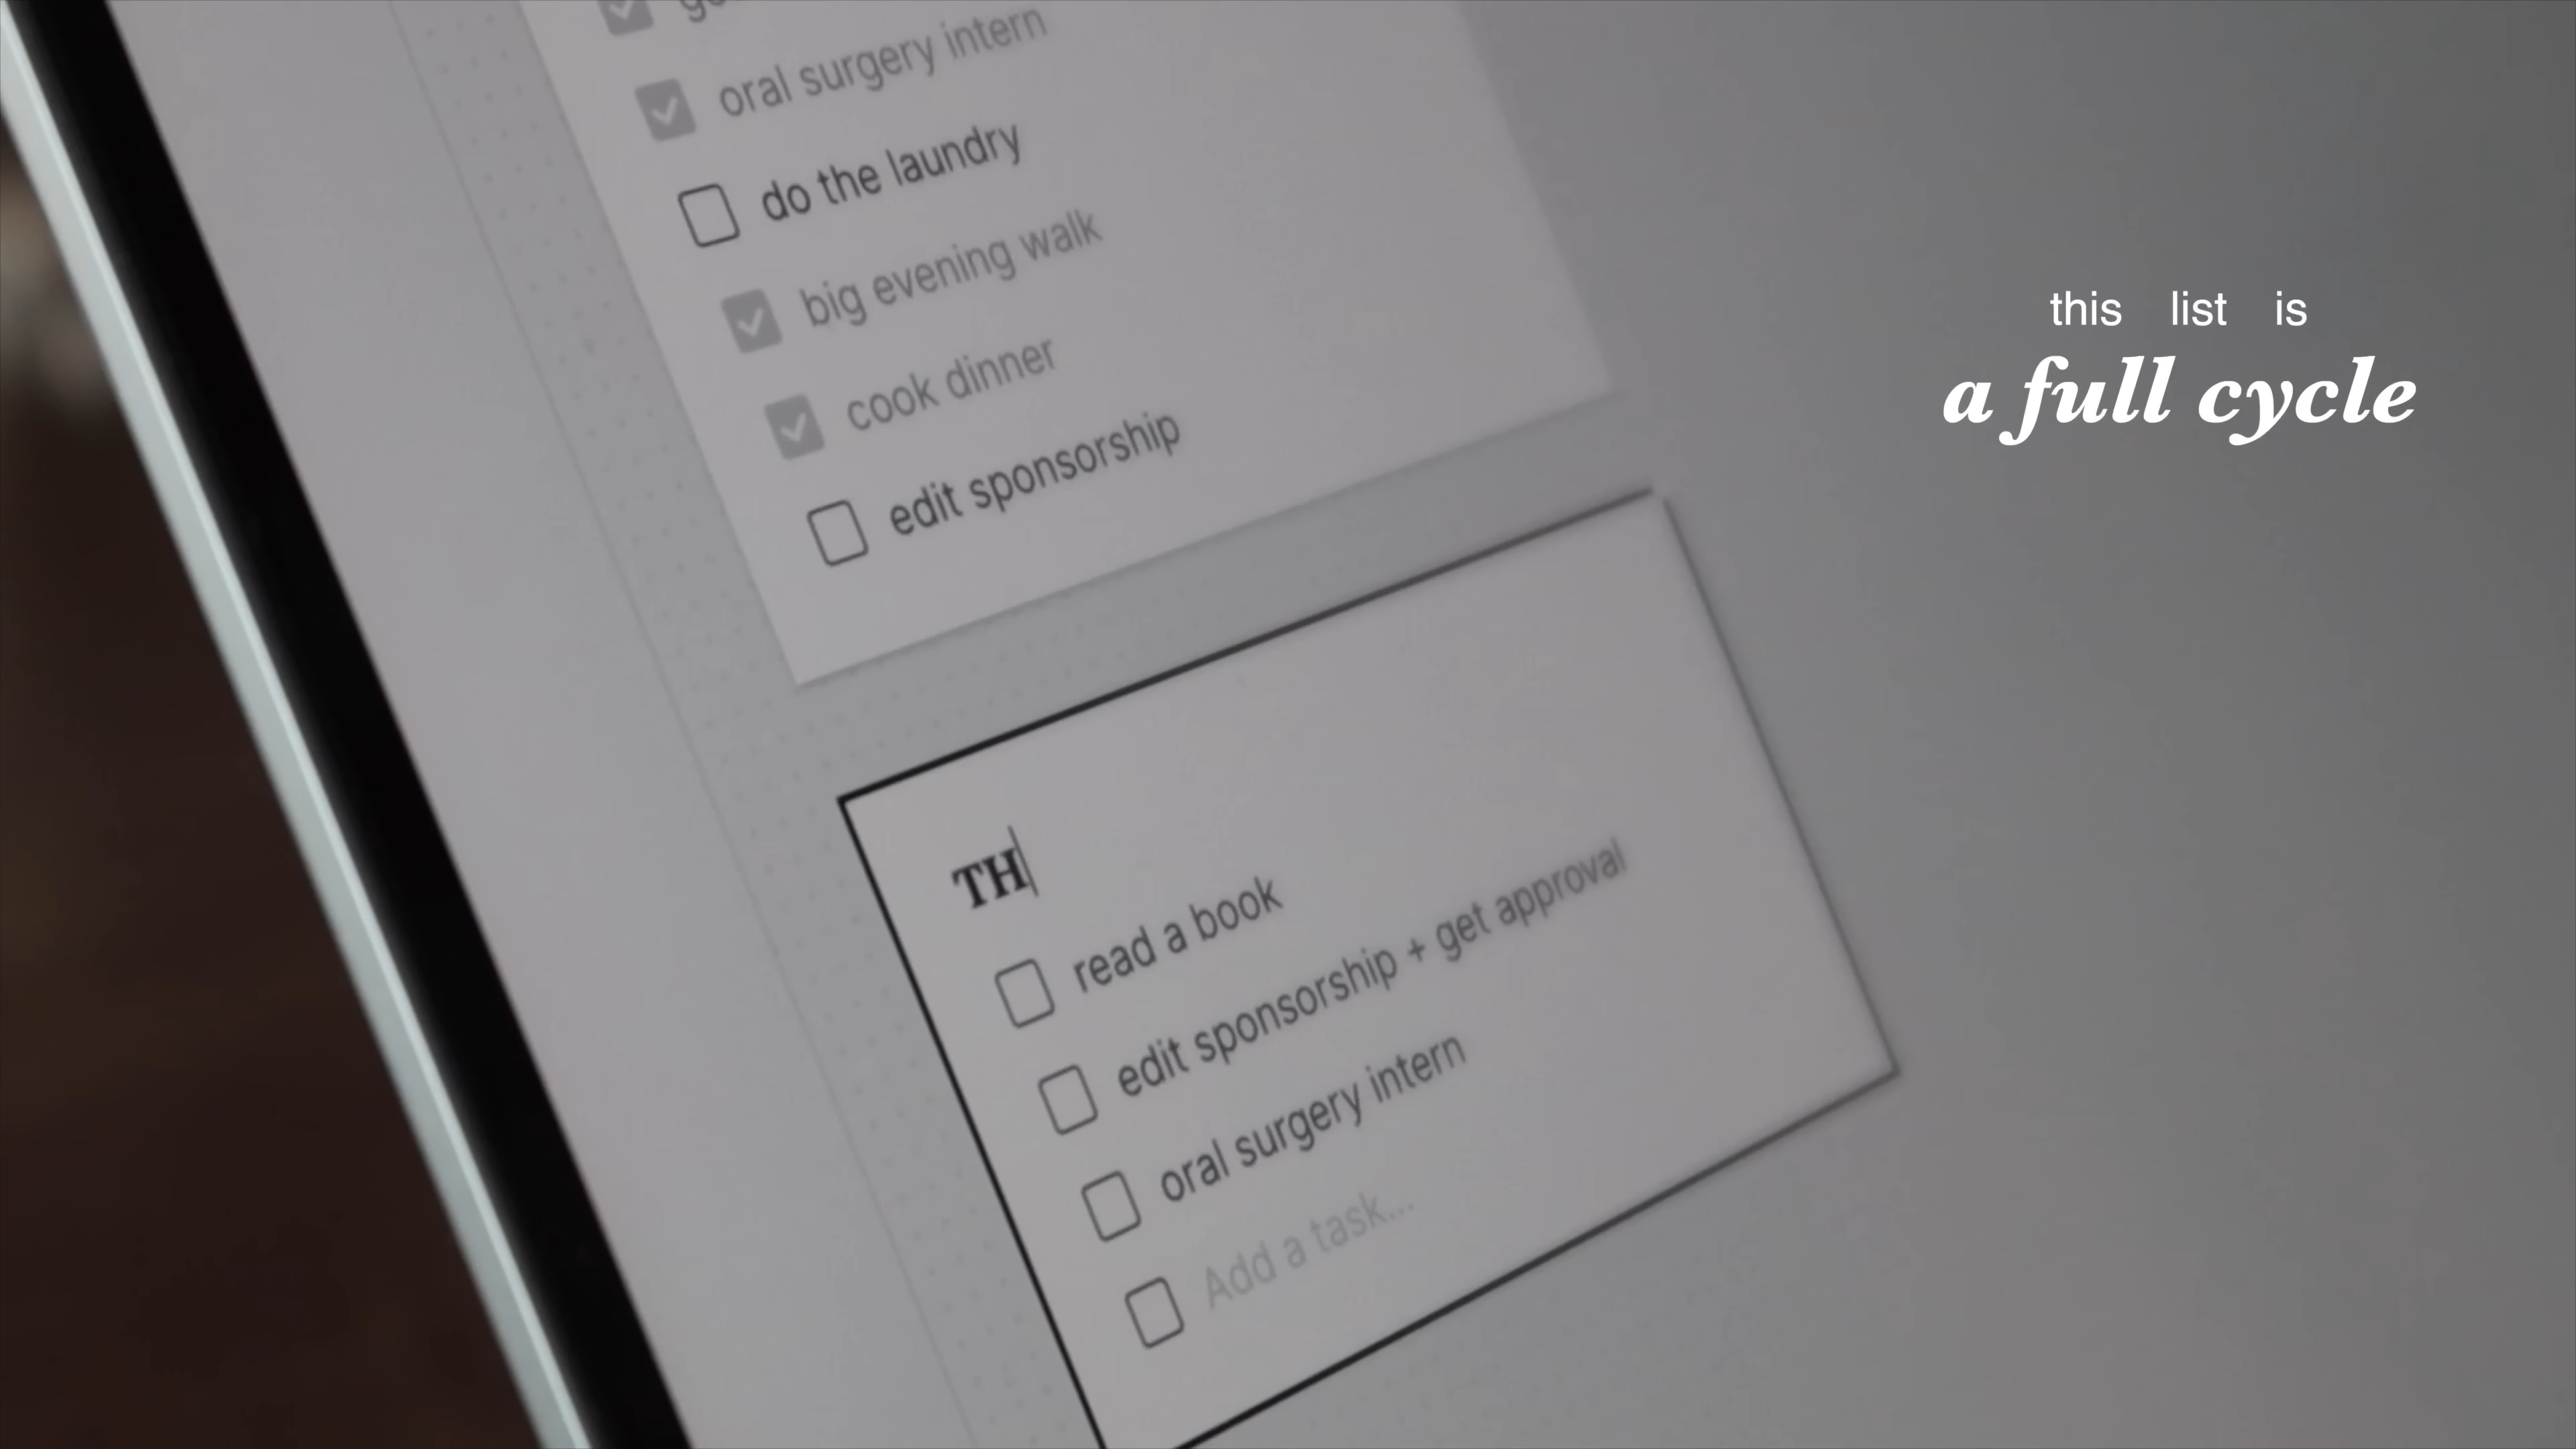 oral surgery intern
do the laundry
big evening walk
cook dinner
edit sponsorship
this list is
a full cycle
TH
read a book
edit sponsorship + get approval
oral surgery intern
Add a task...